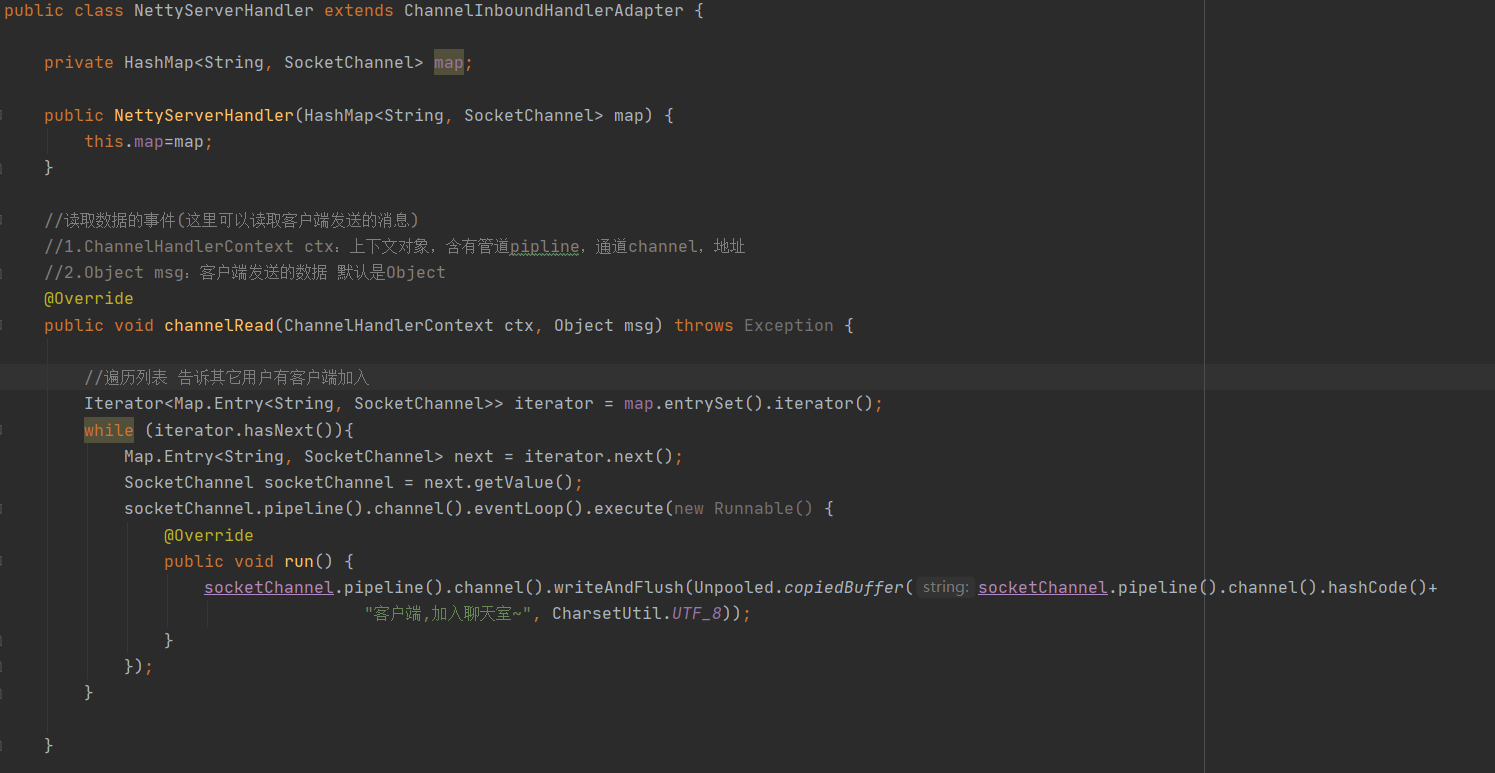 public class NettyServerHandler extends ChannelInboundHandlerAdapter {
private HashMap<String, SocketChannel> map;
public NettyServerHandler(HashMap<String, SocketChannel> map) {
this.map=map;
}
//读取数据的事件(这里可以读取客户端发送的消息)
//1.ChannelHandlerContext ctx：上下文对象，含有管道pipline，通道channel，地址
//2.Object msg：客户端发送的数据 默认是Object
@Override
public void channelRead(ChannelHandlerContext ctx, Object msg) throws Exception {
//遍历列表 告诉其它用户有客户端加入
Iterator<Map.Entry<String, SocketChannel>> iterator = map.entrySet().iterator();
while (iterator.hasNext()){
Map.Entry<String, SocketChannel> next = iterator.next();
SocketChannel socketChannel = next.getValue();
socketChannel.pipeline().channel().eventLoop().execute(new Runnable() {
@Override
public void run() {
socketChannel.pipeline().channel().writeAndFlush(Unpooled.copiedBuffer( string: socketChannel.pipeline().channel().hashCode()+
"客户端,加入聊天室~", CharsetUtil.UTF_8));
}
});
}
}